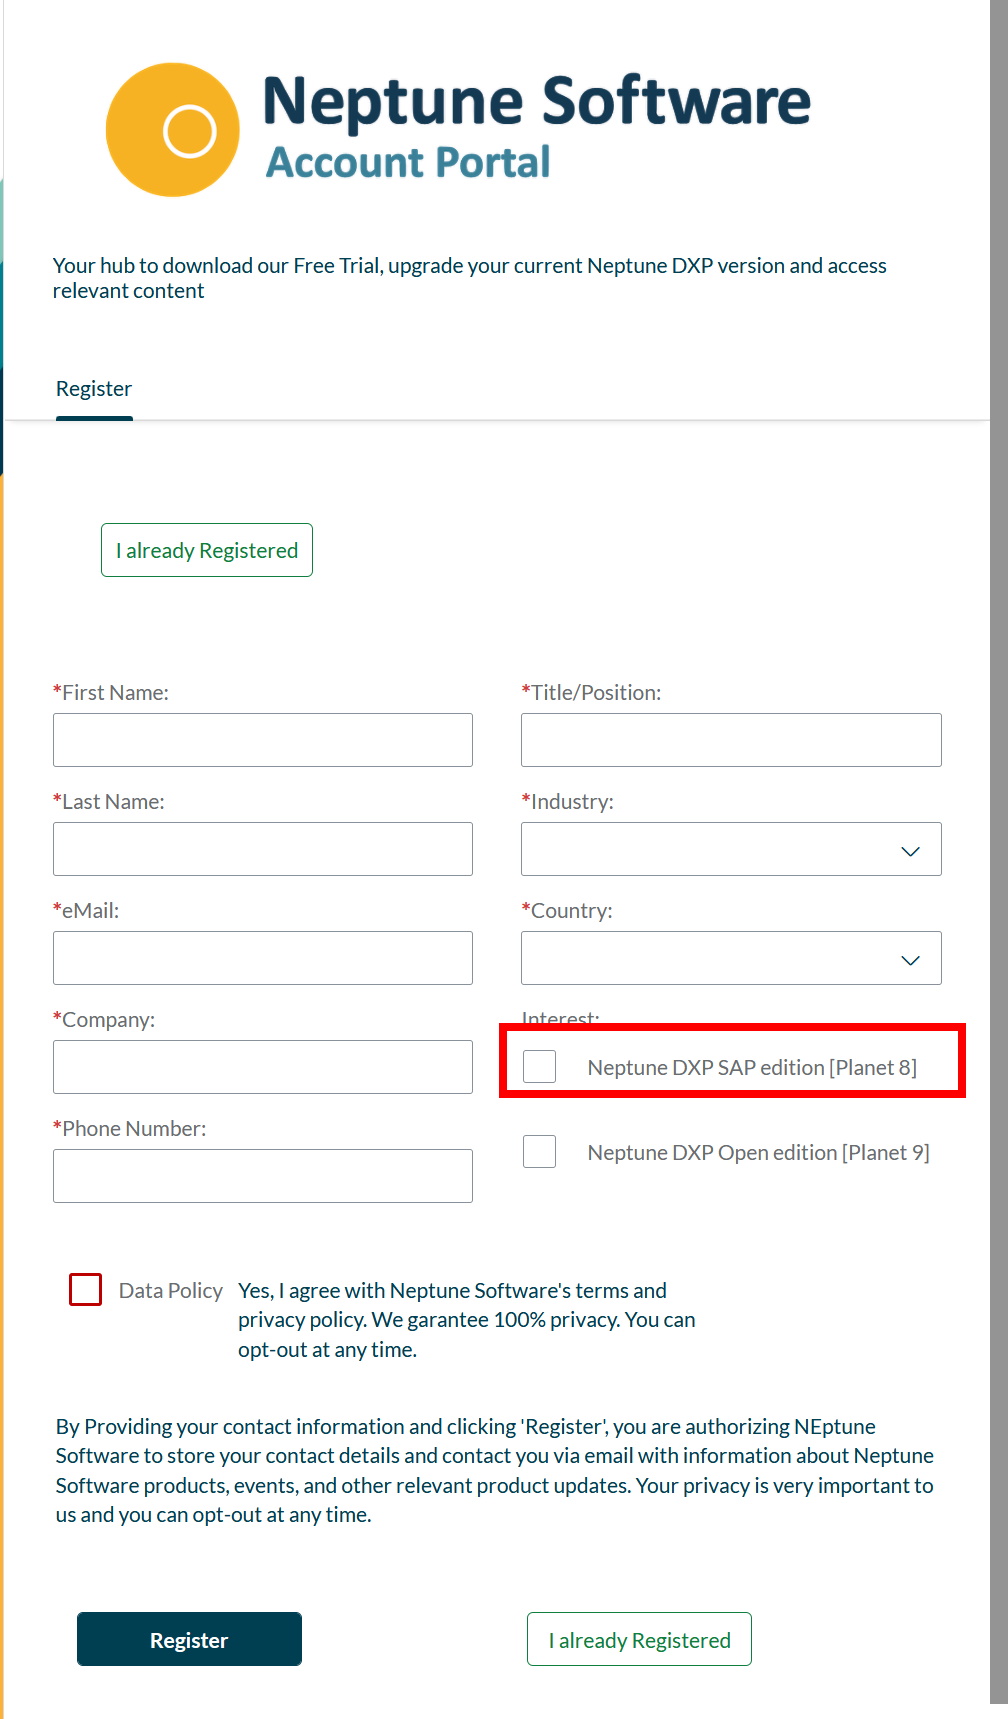 Neptune Software
Account Portal
Your hub to download our Free Trial, upgrade your current Neptune DXP version and access
relevant content
Register
I already Registered
*First Name:
*Title/Position:
*Last Name:
*Industry:
*eMail:
*Country:
*Company:
Interest:
Neptune DXP SAP edition [Planet 8]
*Phone Number:
Neptune DXP Open edition [Planet 9]
Data Policy
Yes, I agree with Neptune Software's terms and
privacy policy. We garantee 100% privacy. You can
opt-out at any time.
By Providing your contact information and clicking 'Register', you are authorizing NEptune
Software to store your contact details and contact you via email with information about Neptune
Software products, events, and other relevant product updates. Your privacy is very important to
us and you can opt-out at any time.
Register
I already Registered